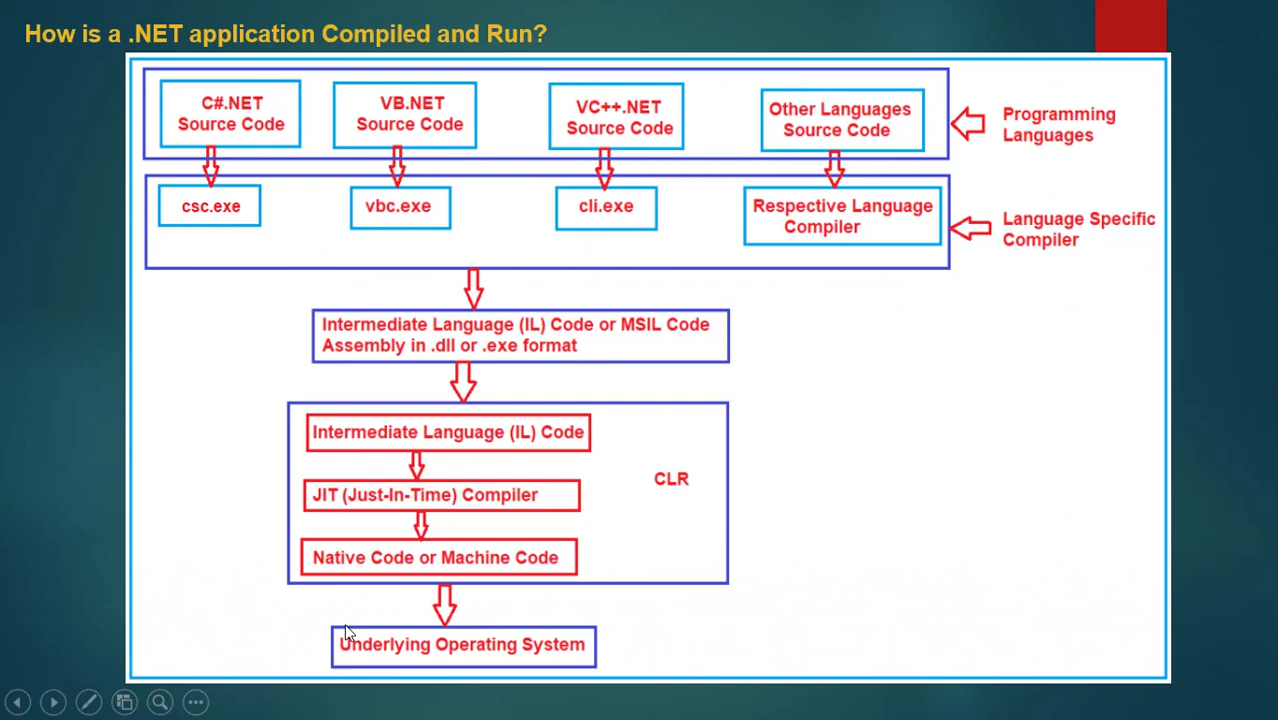 How is a .NET application Compiled and Run?
C#.NET
Source Code
VB.NET
Source Code
VC++.NET
Source Code
Other Languages
Source Code
Programming
Languages
csc.exe
vbc.exe
cli.exe
Respective Language
Compiler
Language Specific
Compiler
Intermediate Language (IL) Code or MSIL Code
Assembly in .dll or .exe format
Intermediate Language (IL) Code
CLR
JIT (Just-In-Time) Compiler
Native Code or Machine Code
Underlying Operating System